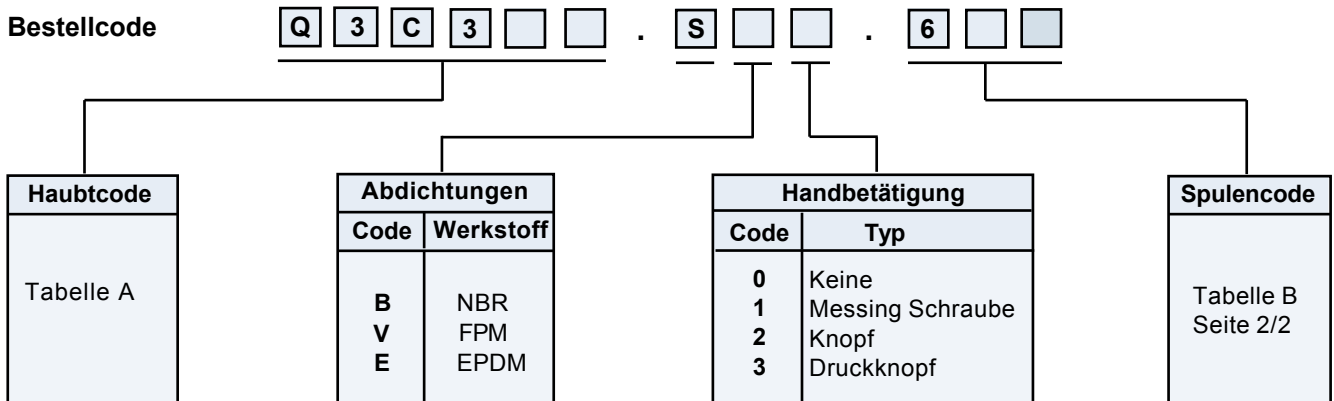 Bestellcode Q 3 C 3 . S . 6
Haubtcode
Tabelle A
Abdichtungen
Code Werkstoff
B NBR
V FPM
E EPDM
Handbetätigung
Code Typ
0 Keine
1 Messing Schraube
2 Knopf
3 Druckknopf
Spulencode
Tabelle B
Seite 2/2